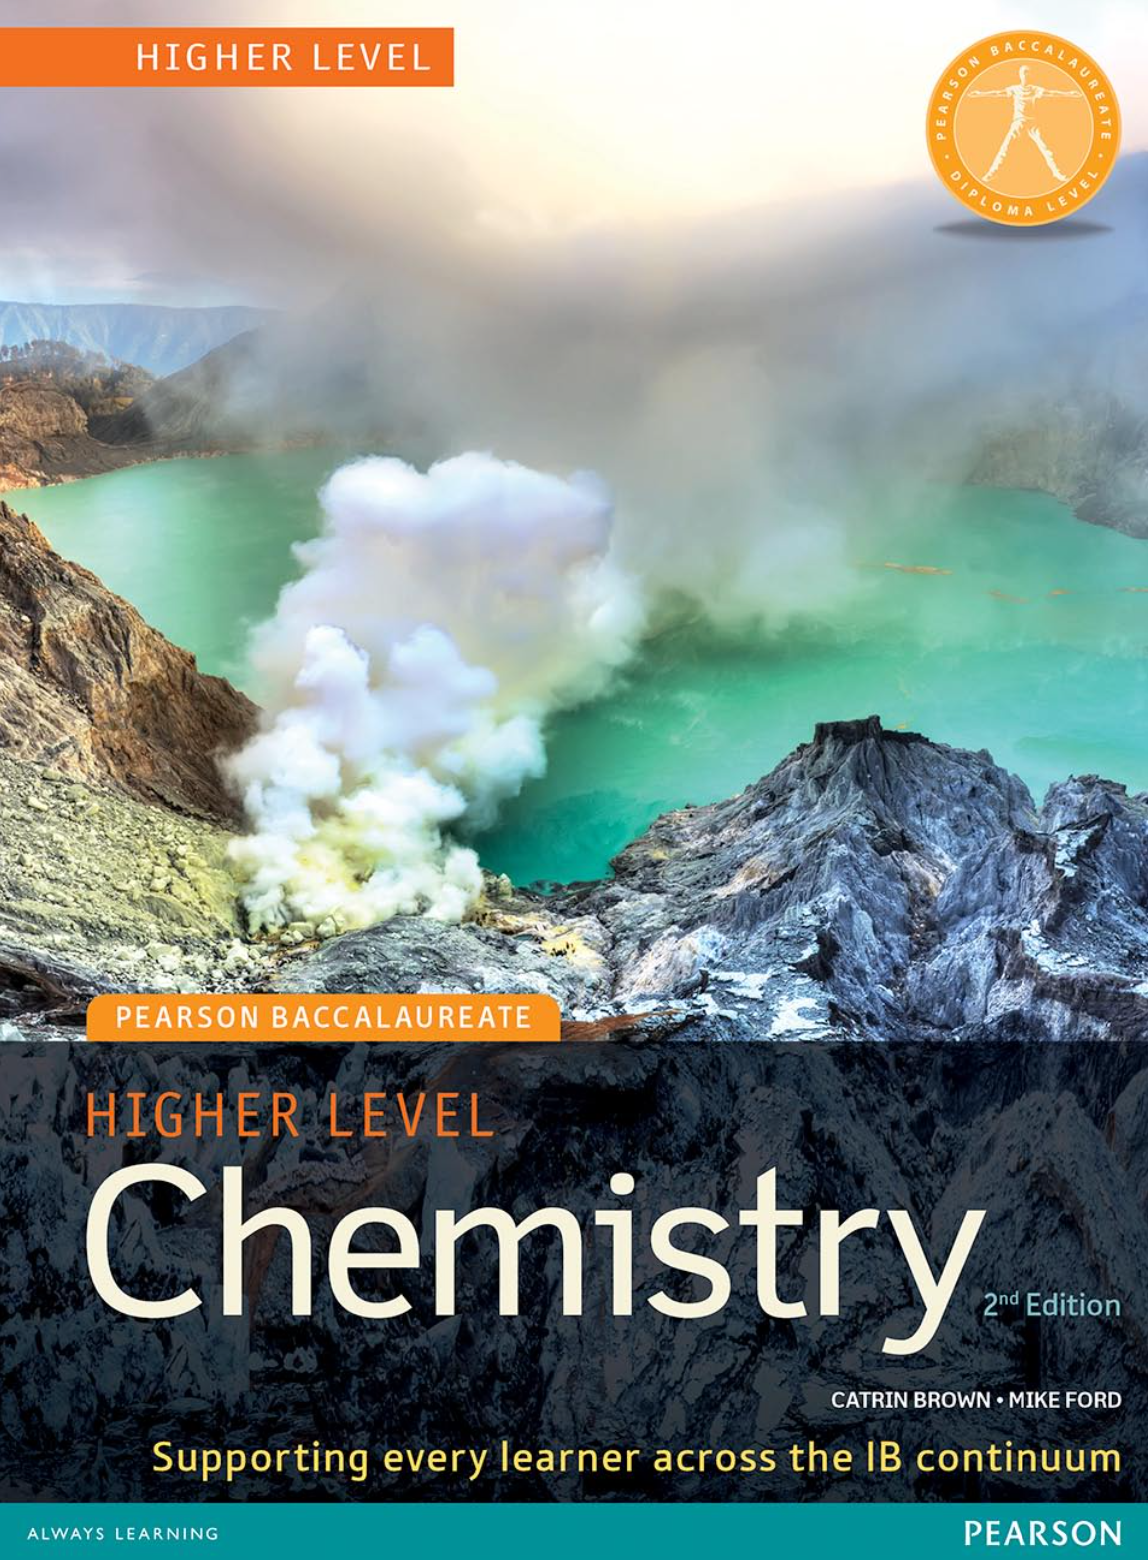 HIGHER LEVEL
PEARSON BACCALAUREATE
• DIPLOMA LEVEL •
PEARSON BACCALAUREATE
HIGHER LEVEL
Chemistry
2nd Edition
CATRIN BROWN • MIKE FORD
Supporting every learner across the IB continuum
ALWAYS LEARNING
PEARSON